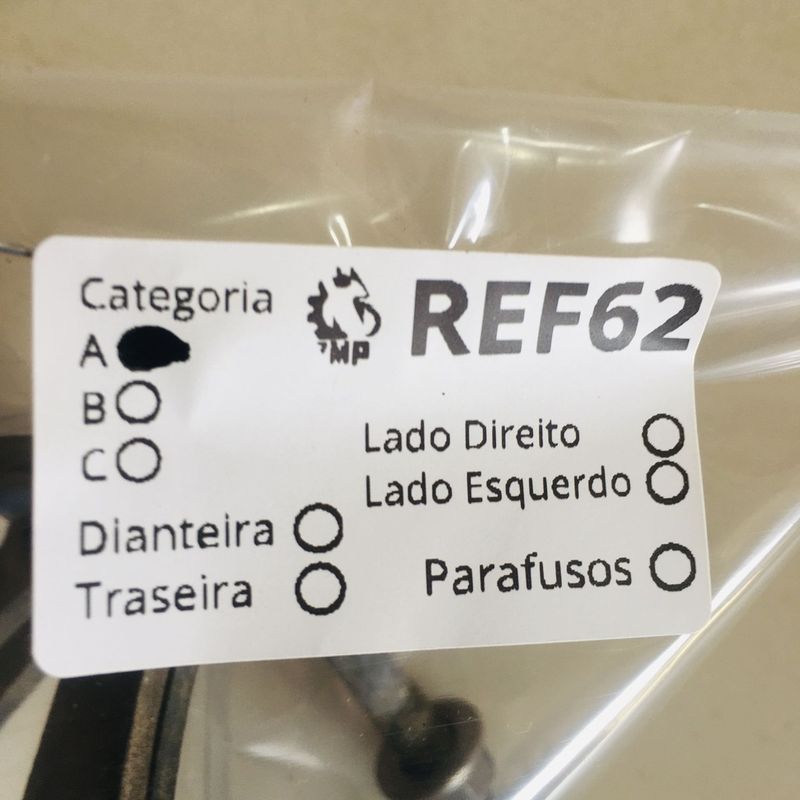 Categoria
A
B
C
Dianteira
Traseira
MP
REF62
Lado Direito
Lado Esquerdo
Parafusos